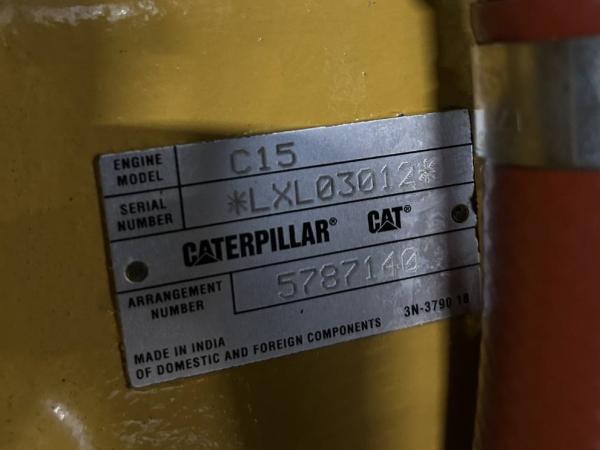 ENGINE MODEL C15
SERIAL NUMBER *LXL03012*
CATERPILLAR® CAT®
ARRANGEMENT NUMBER 5787140
3N-3790 18
MADE IN INDIA
OF DOMESTIC AND FOREIGN COMPONENTS